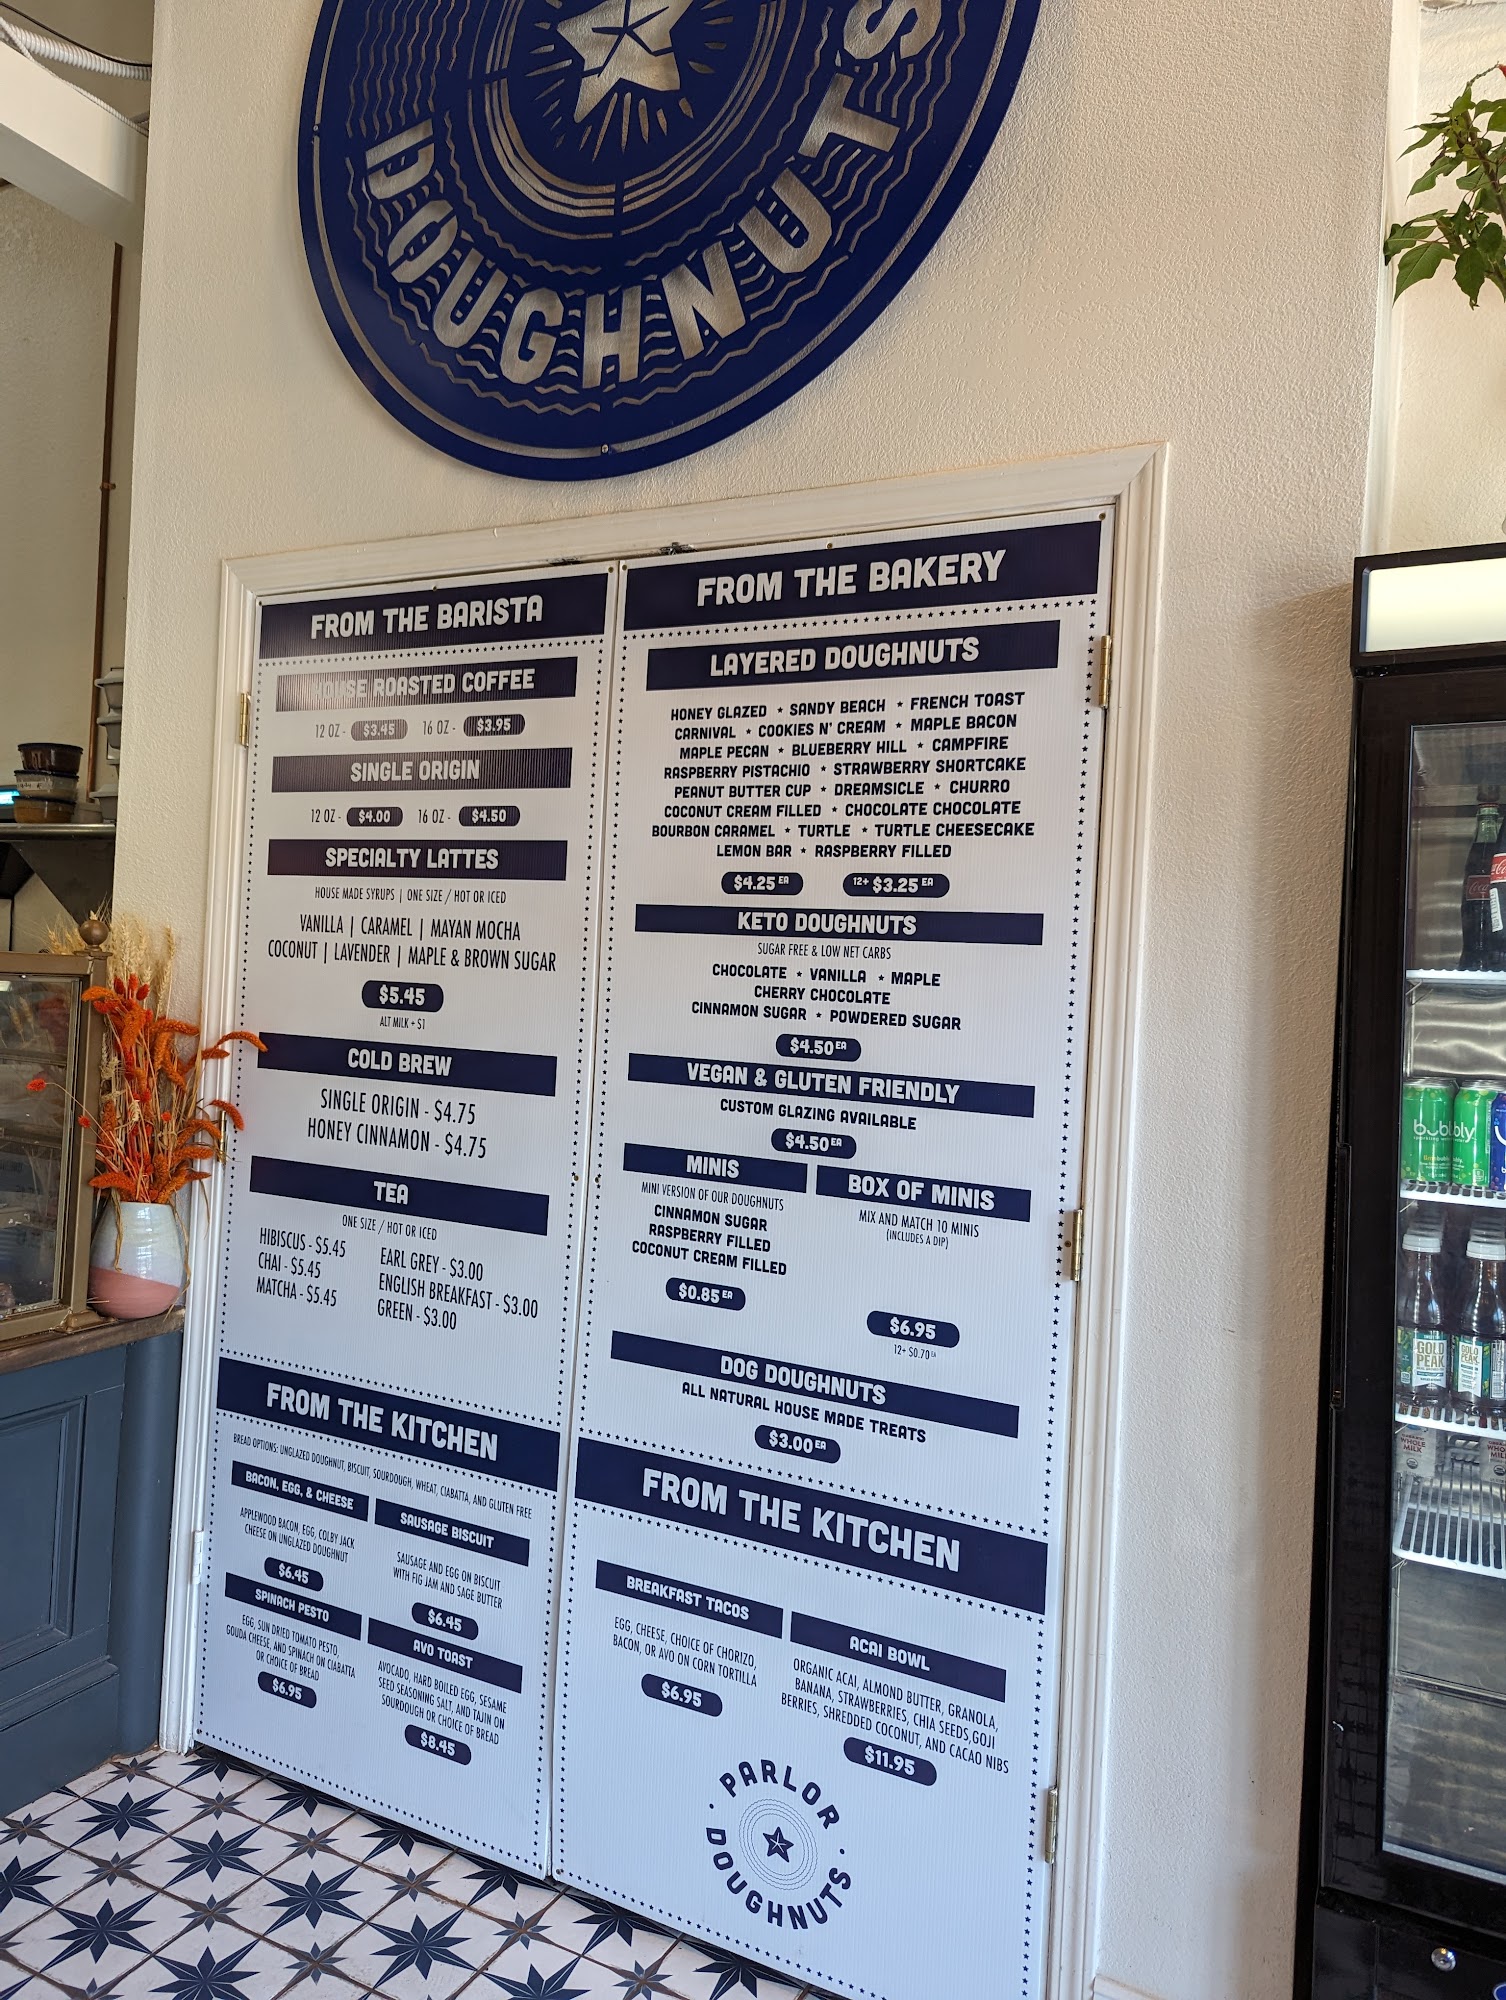 DOUGHNUTS
FROM THE BARISTA
HOUSE ROASTED COFFEE
12 OZ - $3.45 16 OZ - $3.95
SINGLE ORIGIN
12 OZ - $4.00 16 OZ - $4.50
SPECIALTY LATTES
HOUSE MADE SYRUPS | ONE SIZE / HOT OR ICED
VANILLA | CARAMEL | MAYAN MOCHA
COCONUT | LAVENDER | MAPLE & BROWN SUGAR
$5.45
ALT MILK + $1
COLD BREW
SINGLE ORIGIN - $4.75
HONEY CINNAMON - $4.75
TEA
ONE SIZE / HOT OR ICED
HIBISCUS - $5.45
CHAI - $5.45
MATCHA - $5.45
EARL GREY - $3.00
ENGLISH BREAKFAST - $3.00
GREEN - $3.00
FROM THE KITCHEN
BREAD OPTIONS: UNGLAZED DOUGHNUT, BISCUIT, SOURDOUGH, WHEAT, CIABATTA, AND GLUTEN FREE
BACON, EGG, & CHEESE
APPLEWOOD BACON, EGG, COLBY JACK
CHEESE ON UNGLAZED DOUGHNUT
$6.45
SAUSAGE BISCUIT
SAUSAGE AND EGG ON BISCUIT
WITH FIG JAM AND SAGE BUTTER
$6.45
SPINACH PESTO
EGG, SUN DRIED TOMATO PESTO,
GOUDA CHEESE, AND SPINACH ON CIABATTA
OR CHOICE OF BREAD
$6.95
AVO TOAST
AVOCADO, HARD BOILED EGG, SESAME
SEED SEASONING SALT, AND TAJIN ON
SOURDOUGH OR CHOICE OF BREAD
$8.45
FROM THE BAKERY
LAYERED DOUGHNUTS
HONEY GLAZED ★ SANDY BEACH ★ FRENCH TOAST
CARNIVAL ★ COOKIES N' CREAM ★ MAPLE BACON
MAPLE PECAN ★ BLUEBERRY HILL ★ CAMPFIRE
RASPBERRY PISTACHIO ★ STRAWBERRY SHORTCAKE
PEANUT BUTTER CUP ★ DREAMSICLE ★ CHURRO
COCONUT CREAM FILLED ★ CHOCOLATE CHOCOLATE
BOURBON CARAMEL ★ TURTLE ★ TURTLE CHEESECAKE
LEMON BAR ★ RASPBERRY FILLED
$4.25 EA 12+ $3.25 EA
KETO DOUGHNUTS
SUGAR FREE & LOW NET CARBS
CHOCOLATE ★ VANILLA ★ MAPLE
CHERRY CHOCOLATE
CINNAMON SUGAR ★ POWDERED SUGAR
$4.50 EA
VEGAN & GLUTEN FRIENDLY
CUSTOM GLAZING AVAILABLE
$4.50 EA
MINIS
MINI VERSION OF OUR DOUGHNUTS
CINNAMON SUGAR
RASPBERRY FILLED
COCONUT CREAM FILLED
$0.85 EA
BOX OF MINIS
MIX AND MATCH 10 MINIS
(INCLUDES A DIP)
$6.95
12+ $0.70 EA
DOG DOUGHNUTS
ALL NATURAL HOUSE MADE TREATS
$3.00 EA
FROM THE KITCHEN
BREAKFAST TACOS
EGG, CHEESE, CHOICE OF CHORIZO,
BACON, OR AVO ON CORN TORTILLA
$6.95
ACAI BOWL
ORGANIC ACAI, ALMOND BUTTER, GRANOLA,
BANANA, STRAWBERRIES, CHIA SEEDS,GOJI
BERRIES, SHREDDED COCONUT, AND CACAO NIBS
$11.95
PARLOR
DOUGHNUTS
bubbly
GOLD
PEAK
GOLD
PEAK
WHOLE
MILK